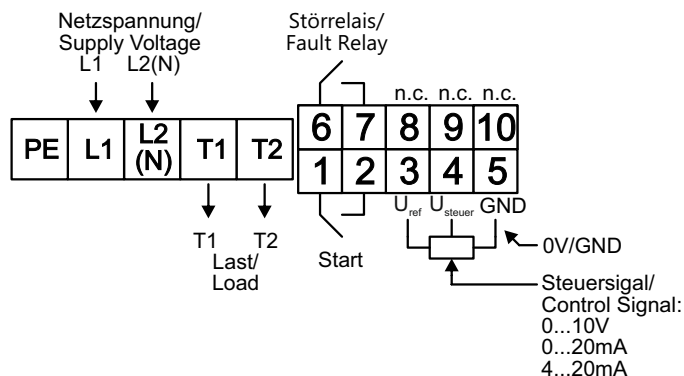 Netzspannung/
Supply Voltage
L1 L2(N)
Störrelais/
Fault Relay
n.c. n.c. n.c.
PE L1 L2 (N) T1 T2
6 7 8 9 10
1 2 3 4 5
Uref Usteuer GND
T1 T2
Last/
Load
Start
0V/GND
Steuersigal/
Control Signal:
0...10V
0...20mA
4...20mA